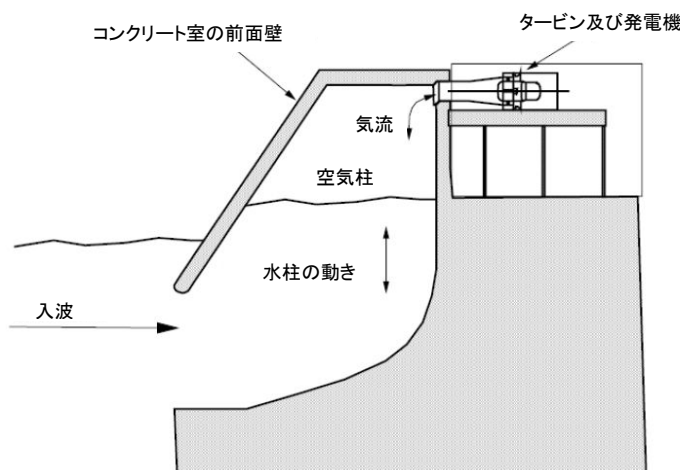 タービン及び発電機
コンクリート室の前面壁
気流
空気柱
水柱の動き
入波